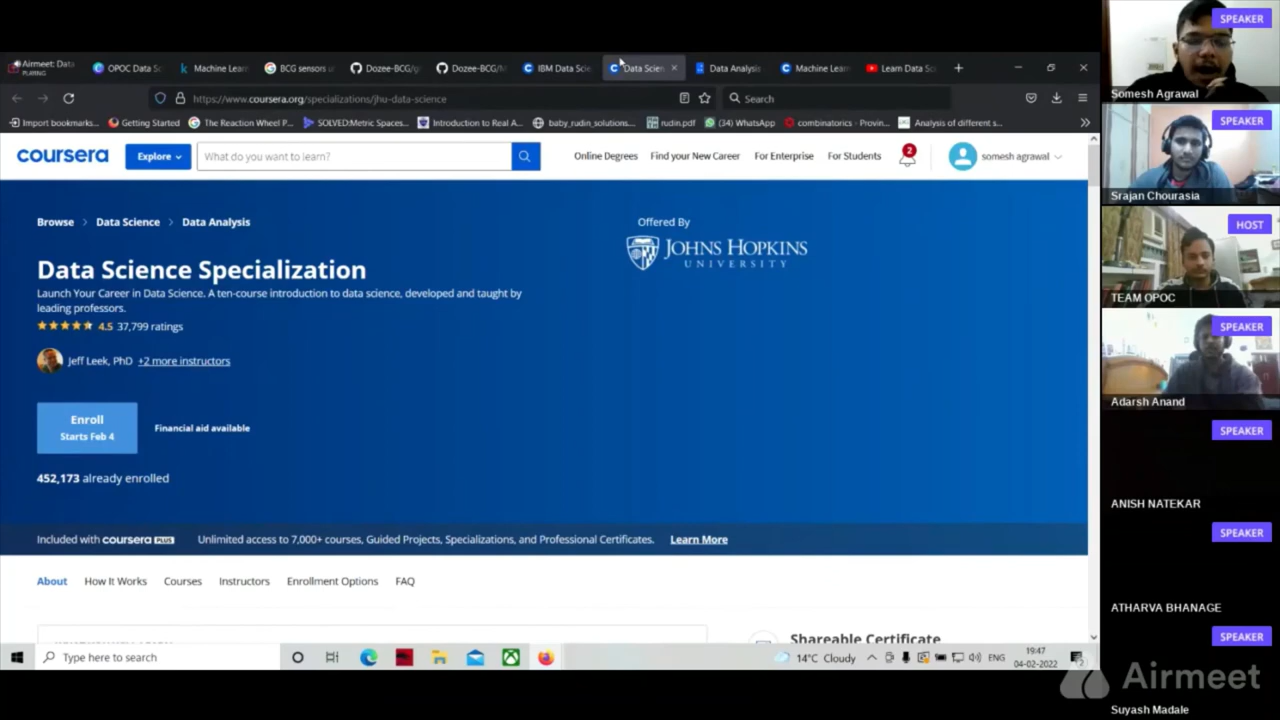 Airmeet: Data
PLAYING
OPOC Data Sc
Machine Lear
BCG sensors u
Dozee-BCG/g
Dozee-BCG/
IBM Data Scie
Data Scien
Data Analysis
Machine Lear
Learn Data Sc
https://www.coursera.org/specializations/jhu-data-science
Search
Import bookmarks...
Getting Started
The Reaction Wheel P...
SOLVED:Metric Spaces...
Introduction to Real A...
baby_rudin_solutions...
rudin.pdf
(34) WhatsApp
combinatorics - Provin...
Analysis of different s...
coursera
Explore
What do you want to learn?
Online Degrees
Find your New Career
For Enterprise
For Students
2
somesh agrawal
Browse > Data Science > Data Analysis
Offered By
JOHNS HOPKINS
UNIVERSITY
Data Science Specialization
Launch Your Career in Data Science. A ten-course introduction to data science, developed and taught by
leading professors.
4.5 37,799 ratings
Jeff Leek, PhD +2 more instructors
Enroll
Starts Feb 4
Financial aid available
452,173 already enrolled
Included with coursera PLUS
Unlimited access to 7,000+ courses, Guided Projects, Specializations, and Professional Certificates.
Learn More
About
How It Works
Courses
Instructors
Enrollment Options
FAQ
Shareable Certificate
Type here to search
14°C Cloudy
ENG
19:47
04-02-2022
SPEAKER
Somesh Agrawal
SPEAKER
Srajan Chourasia
HOST
TEAM OPOC
SPEAKER
Adarsh Anand
SPEAKER
ANISH NATEKAR
SPEAKER
ATHARVA BHANAGE
SPEAKER
Airmeet
Suyash Madale